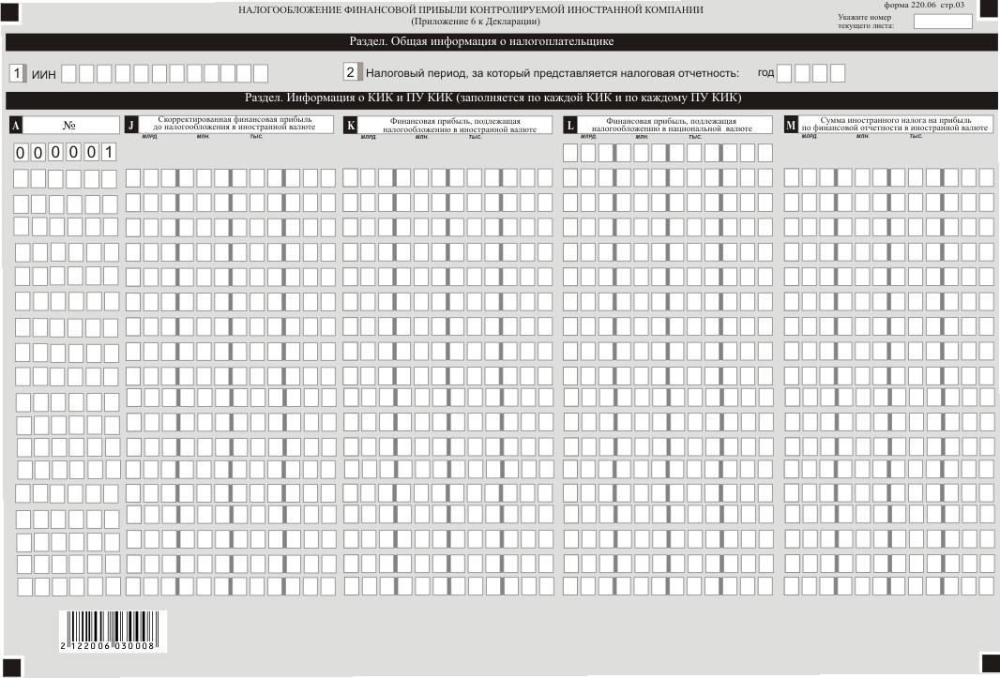 НАЛОГООБЛОЖЕНИЕ ФИНАНСОВОЙ ПРИБЫЛИ КОНТРОЛИРУЕМОЙ ИНОСТРАННОЙ КОМПАНИИ
(Приложение 6 к Декларации)
форма 220.06 стр.03
Укажите номер
текущего листа:
Раздел. Общая информация о налогоплательщике
1 ИИН
2 Налоговый период, за который представляется налоговая отчетность: год
Раздел. Информация о КИК и ПУ КИК (заполняется по каждой КИК и по каждому ПУ КИК)
A №
J Скорректированная финансовая прибыль
до налогообложения в иностранной валюте
МЛРД. МЛН. ТЫС.
K Финансовая прибыль, подлежащая
налогообложению в иностранной валюте
МЛРД. МЛН. ТЫС.
L Финансовая прибыль, подлежащая
налогообложению в национальной валюте
МЛРД. МЛН. ТЫС.
M Сумма иностранного налога на прибыль
по финансовой отчетности в иностранной валюте
МЛРД. МЛН. ТЫС.
000001
2 122006 030008